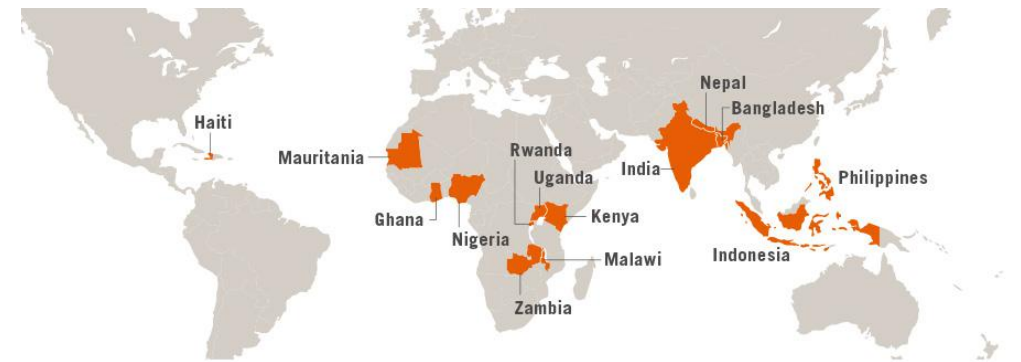 Nepal
Bangladesh
Haiti
Rwanda
Mauritania
India
Uganda
Philippines
Ghana
Kenya
Nigeria
Indonesia
Malawi
Zambia